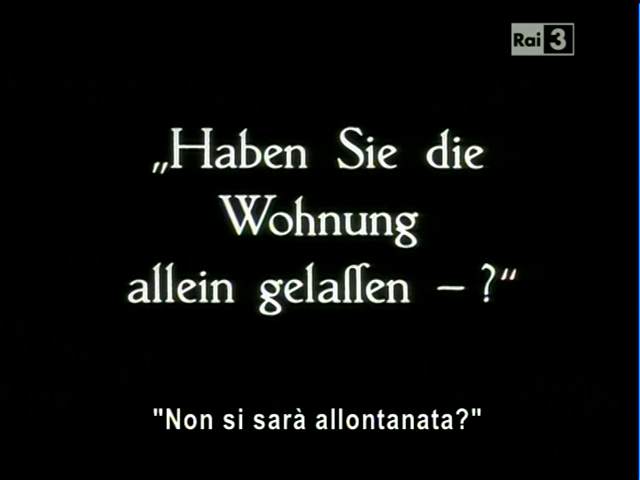 Rai 3
„Haben Sie die
Wohnung
allein gelaſſen – ?“
"Non si sarà allontanata?"